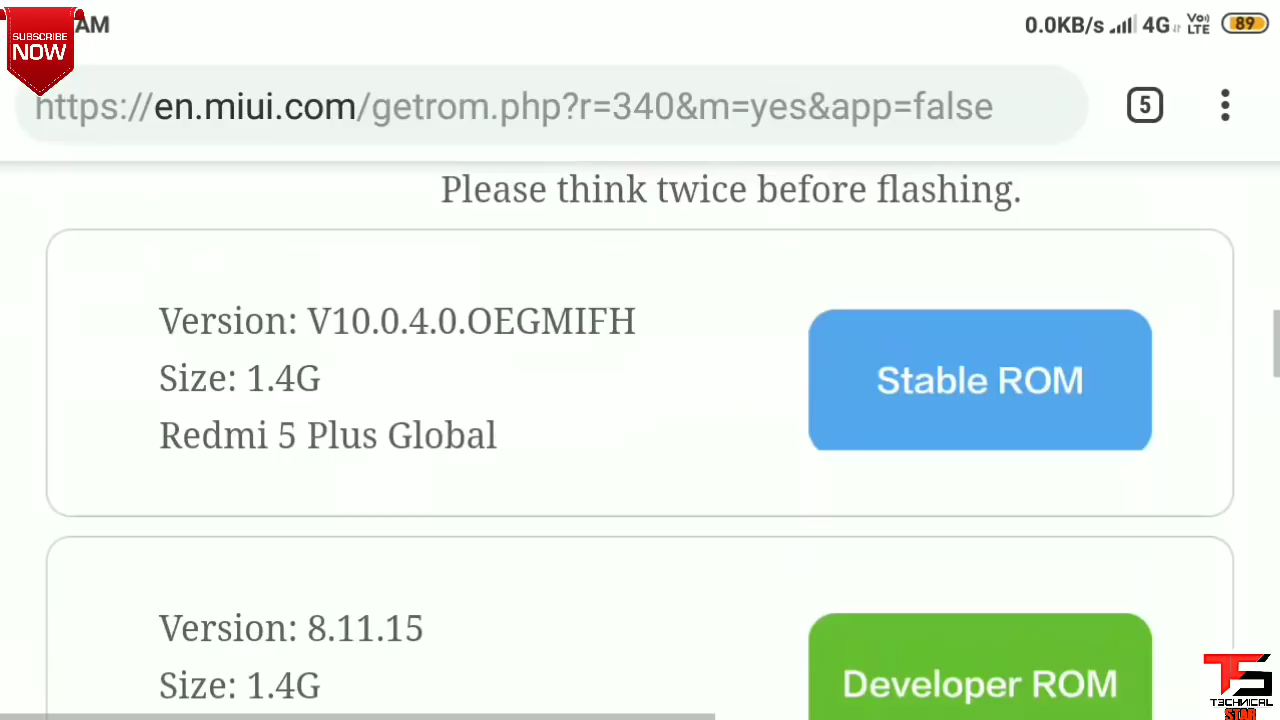 AM
0.0KB/s 4G Vo) LTE 89
SUBSCRIBE
NOW
https://en.miui.com/getrom.php?r=340&m=yes&app=false
5
Please think twice before flashing.
Version: V10.0.4.0.OEGMIFH
Size: 1.4G
Redmi 5 Plus Global
Stable ROM
Version: 8.11.15
Size: 1.4G
Developer ROM
TS
TECHNICAL
STAR